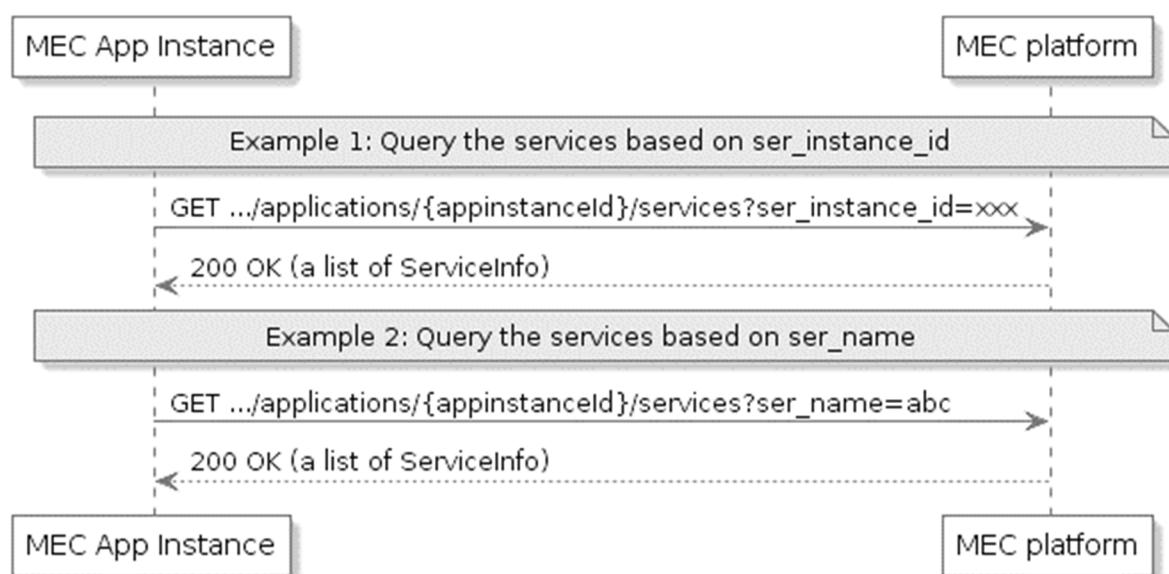 MEC App Instance
MEC platform
Example 1: Query the services based on ser_instance_id
GET .../applications/{appinstanceId}/services?ser_instance_id=xxx
200 OK (a list of ServiceInfo)
Example 2: Query the services based on ser_name
GET .../applications/{appinstanceId}/services?ser_name=abc
200 OK (a list of ServiceInfo)
MEC App Instance
MEC platform